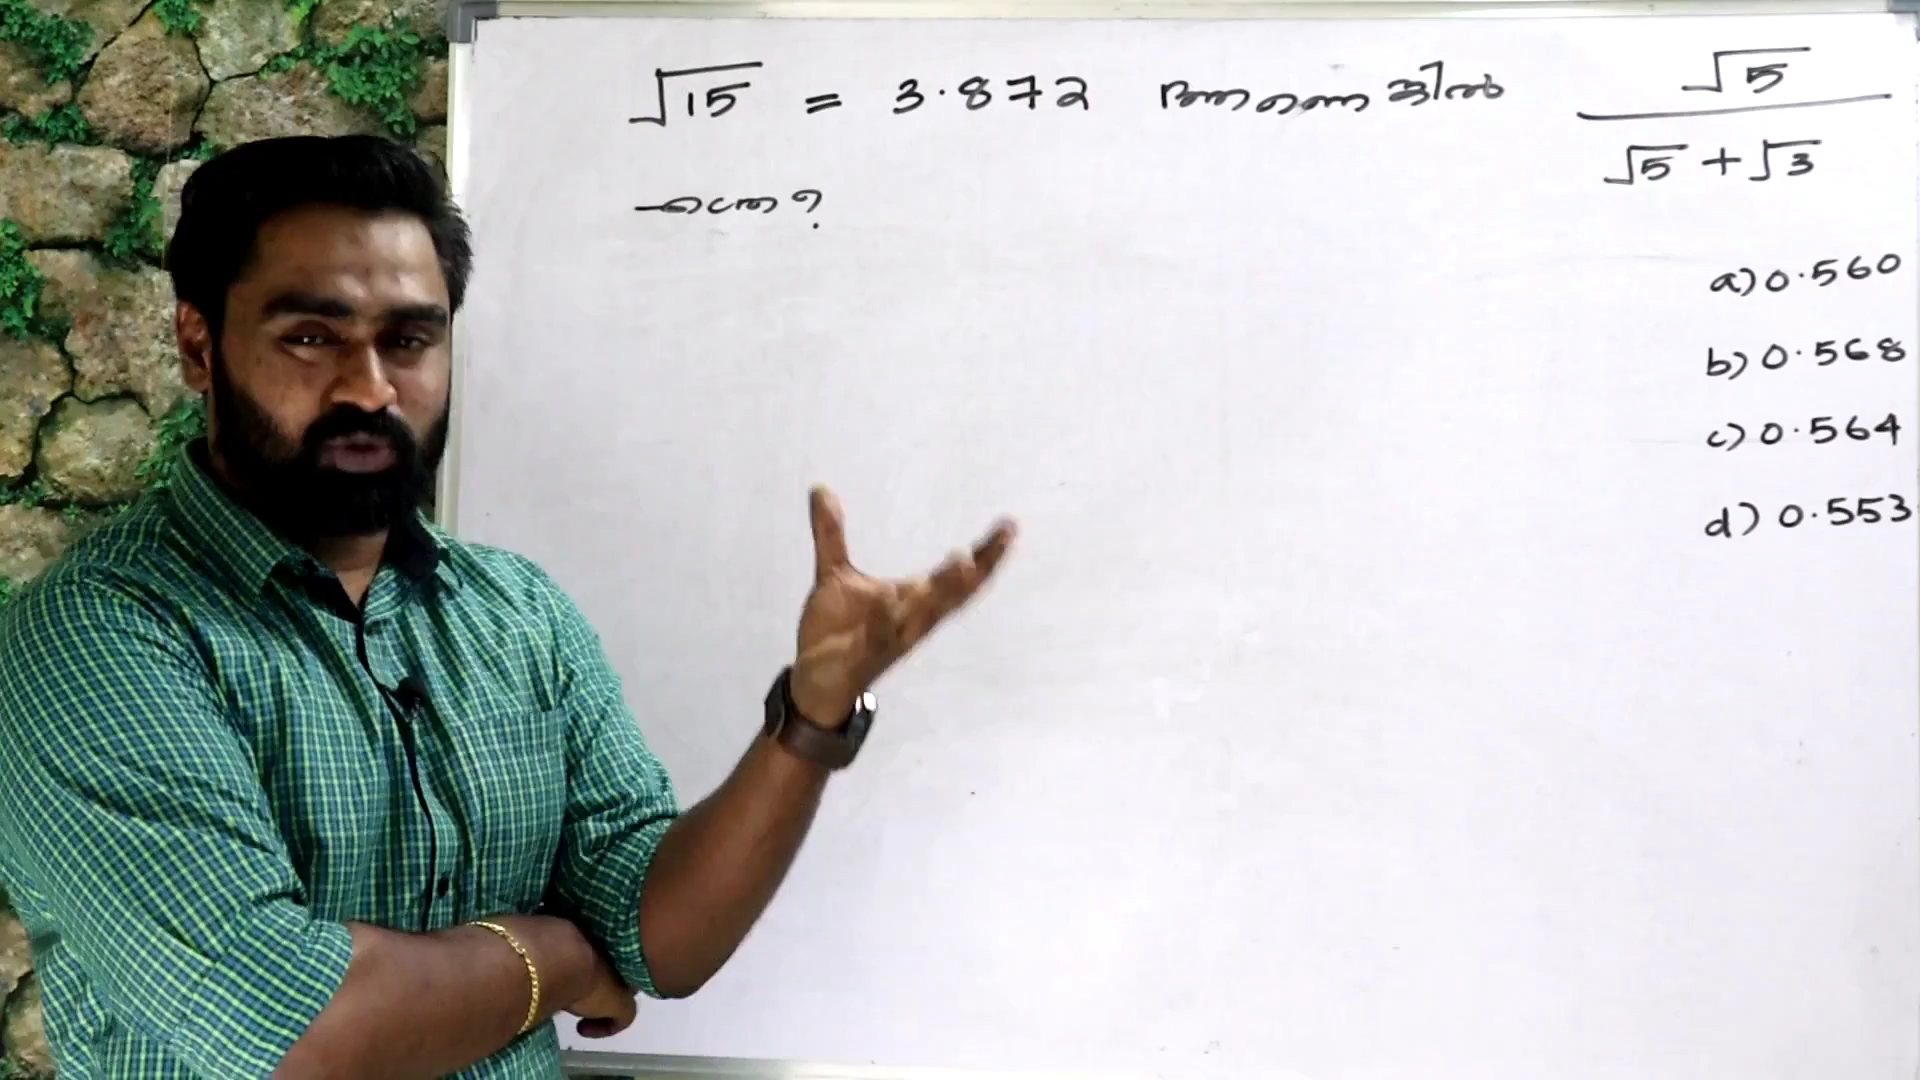 √15 = 3.872 ആണെങ്കിൽ √5 / (√5 + √3)
എത്ര ?
a) 0.560
b) 0.568
c) 0.564
d) 0.553